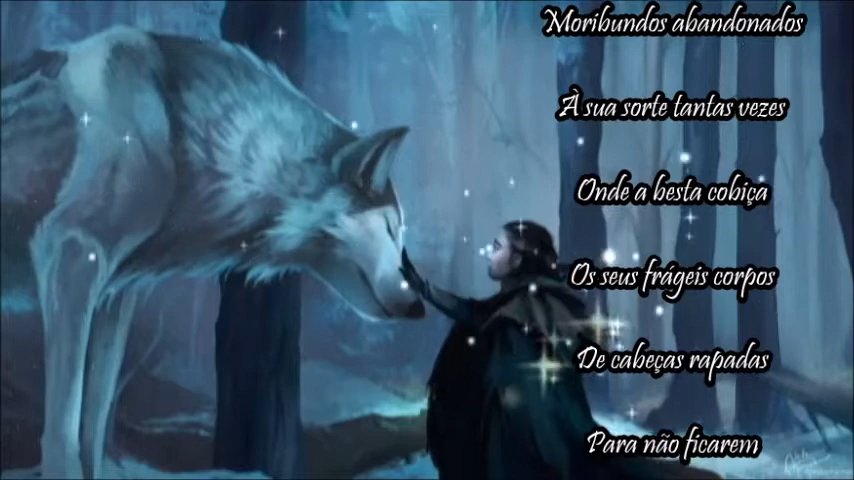 Moribundos abandonados
À sua sorte tantas vezes
Onde a besta cobiça
Os seus frágeis corpos
De cabeças rapadas
Para não ficarem